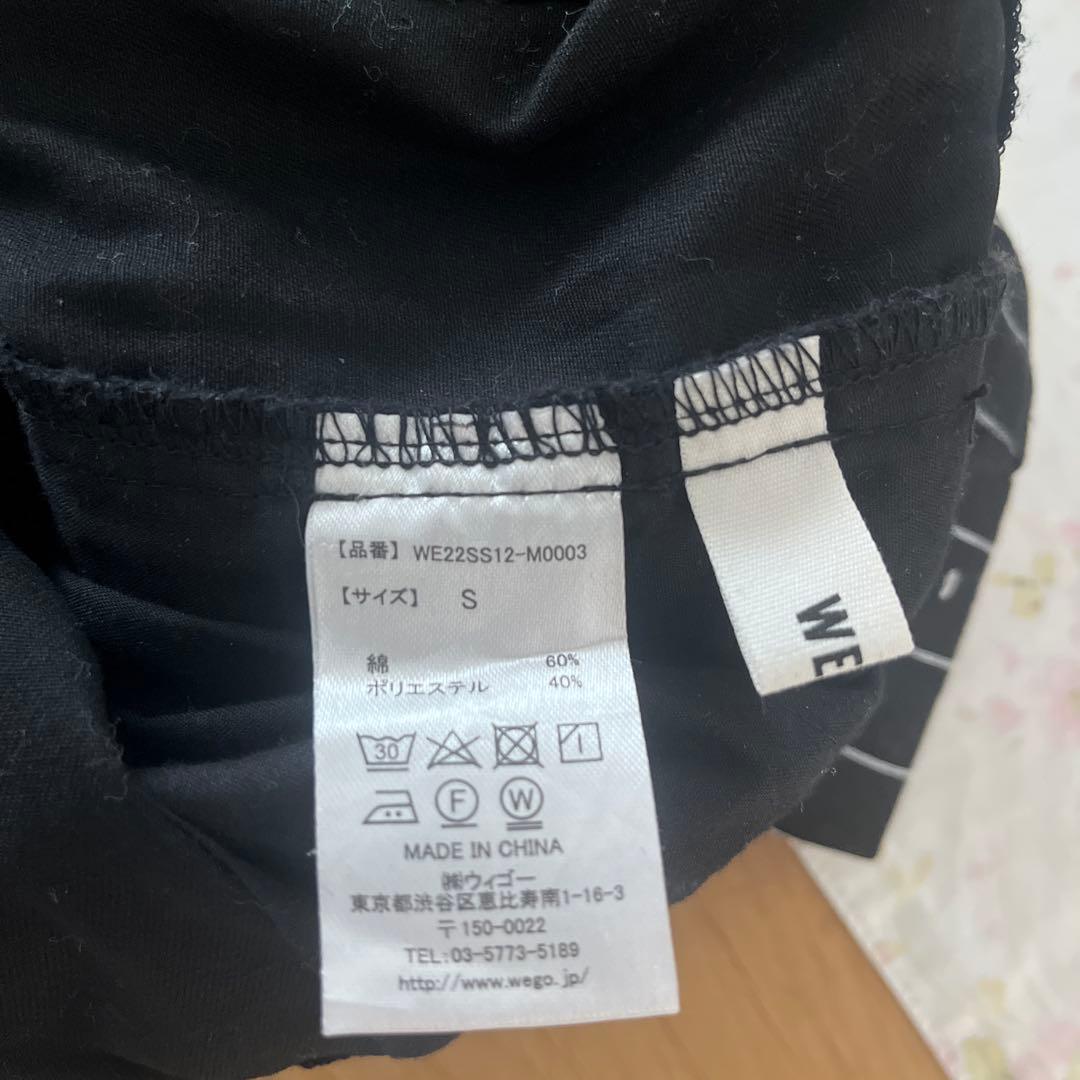 【品番】 WE22SS12-M0003
【サイズ】 S
綿 60%
ポリエステル 40%
30
F W
MADE IN CHINA
㈱ウィゴー
東京都渋谷区恵比寿南1-16-3
〒150-0022
TEL:03-5773-5189
http://www.wego.jp/
WE